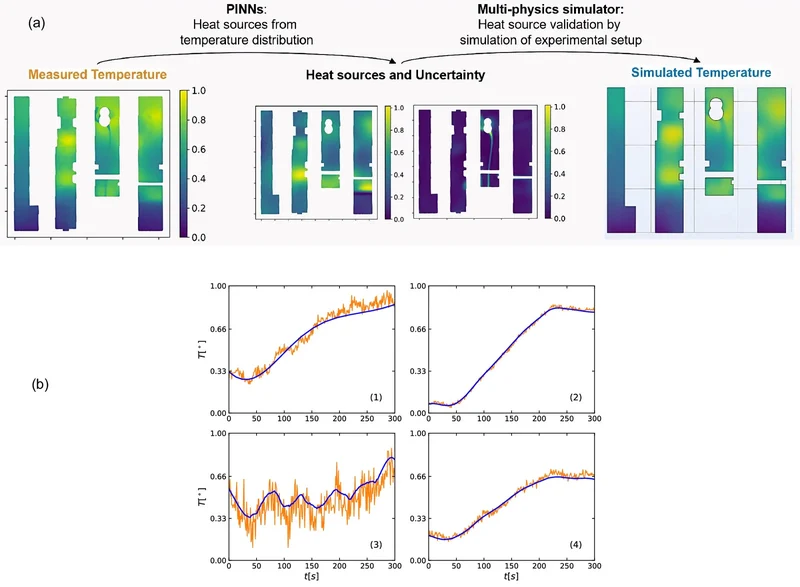 (a)
PINNs:
Heat sources from
temperature distribution
Multi-physics simulator:
Heat source validation by
simulation of experimental setup
Measured Temperature
Heat sources and Uncertainty
Simulated Temperature
1.0
0.8
0.6
0.4
0.2
0.0
1.0
0.8
0.6
0.4
0.2
0.0
1.0
0.8
0.6
0.4
0.2
0.0
(b)
1.00
0.66
0.33
0.00
T[°]
0 50 100 150 200 250 300
(1)
1.00
0.66
0.33
0.00
0 50 100 150 200 250 300
(2)
1.00
0.66
0.33
0.00
T[°]
0 50 100 150 200 250 300
t[s]
(3)
1.00
0.66
0.33
0.00
0 50 100 150 200 250 300
t[s]
(4)